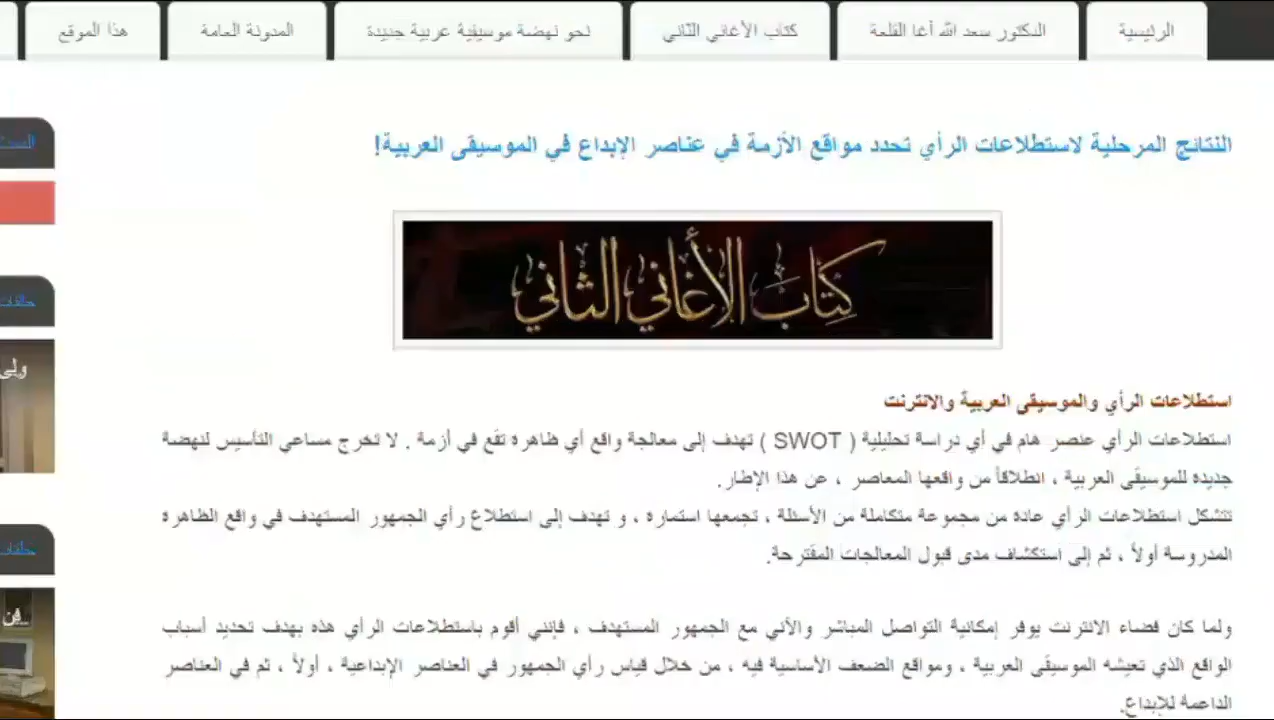 الرئيسية
الدكتور سعد الله أغا القلعة
كتاب الأغاني الثاني
نحو نهضة موسيقية عربية جديدة
المدونة العامة
هذا الموقع
النتائج المرحلية لاستطلاعات الرأي تحدد مواقع الأزمة في عناصر الإبداع في الموسيقى العربية!
كتاب الأغاني الثاني
استطلاعات الرأي والموسيقى العربية والانترنت
استطلاعات الرأي عنصر هام في أي دراسة تحليلية ( SWOT ) تهدف إلى معالجة واقع أي ظاهرة تقع في أزمة . لا تخرج مساعي التأسيس لنهضة
جديدة للموسيقى العربية ، انطلاقاً من واقعها المعاصر ، عن هذا الإطار.
تتشكل استطلاعات الرأي عادة من مجموعة متكاملة من الأسئلة ، تجمعها استمارة ، و تهدف إلى استطلاع رأي الجمهور المستهدف في واقع الظاهرة
المدروسة أولاً ، ثم إلى استكشاف مدى قبول المعالجات المقترحة.
ولما كان فضاء الانترنت يوفر إمكانية التواصل المباشر والآني مع الجمهور المستهدف ، فإنني أقوم باستطلاعات الرأي هذه بهدف تحديد أسباب
الواقع الذي تعيشه الموسيقى العربية ، ومواقع الضعف الأساسية فيه ، من خلال قياس رأي الجمهور في العناصر الإبداعية ، أولاً ، ثم في العناصر
الداعمة للإبداع.